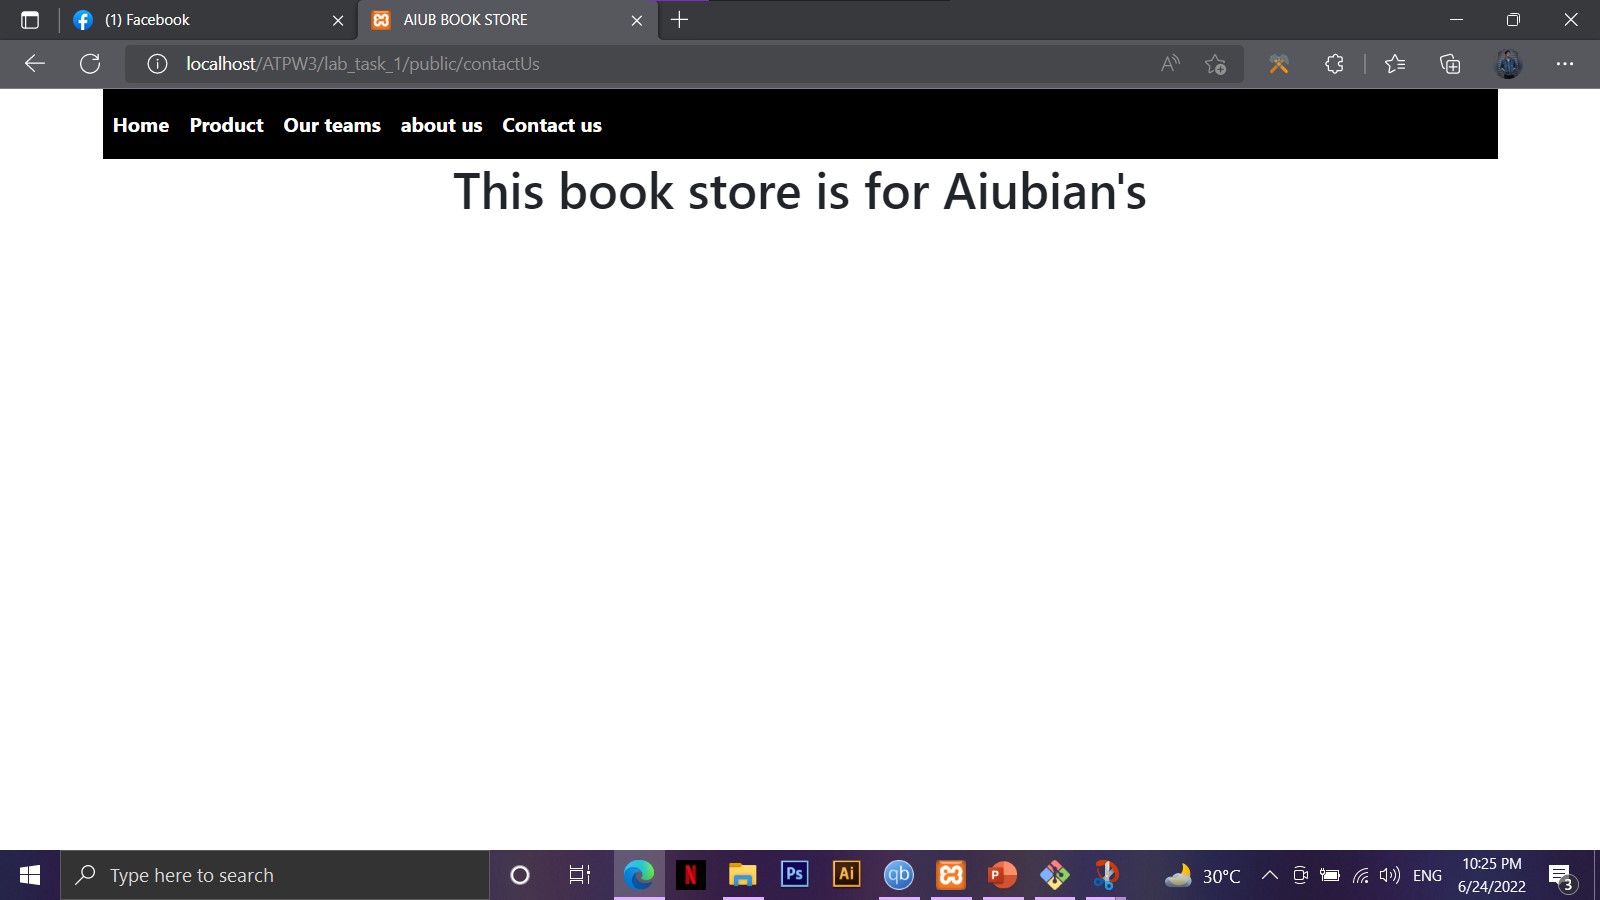 (1) Facebook
AIUB BOOK STORE
localhost/ATPW3/lab_task_1/public/contactUs
Home Product Our teams about us Contact us
This book store is for Aiubian's
Type here to search
N
Ps
Ai
qb
P
30°C
ENG
10:25 PM
6/24/2022
3